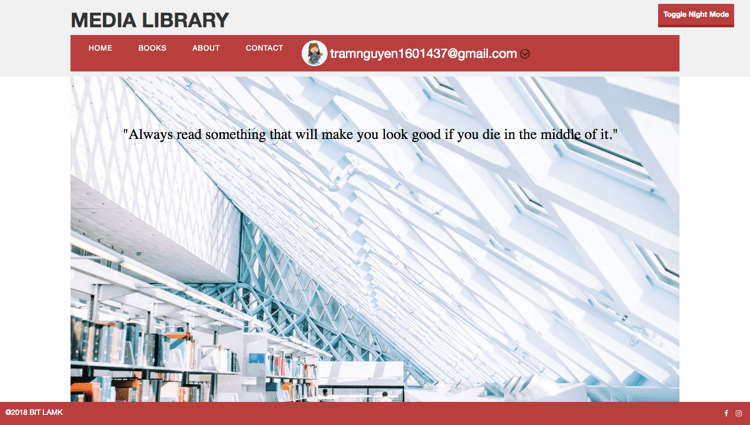 MEDIA LIBRARY
Toggle Night Mode
HOME BOOKS ABOUT CONTACT tramnguyen1601437@gmail.com
"Always read something that will make you look good if you die in the middle of it."
@2018 BIT LAMK